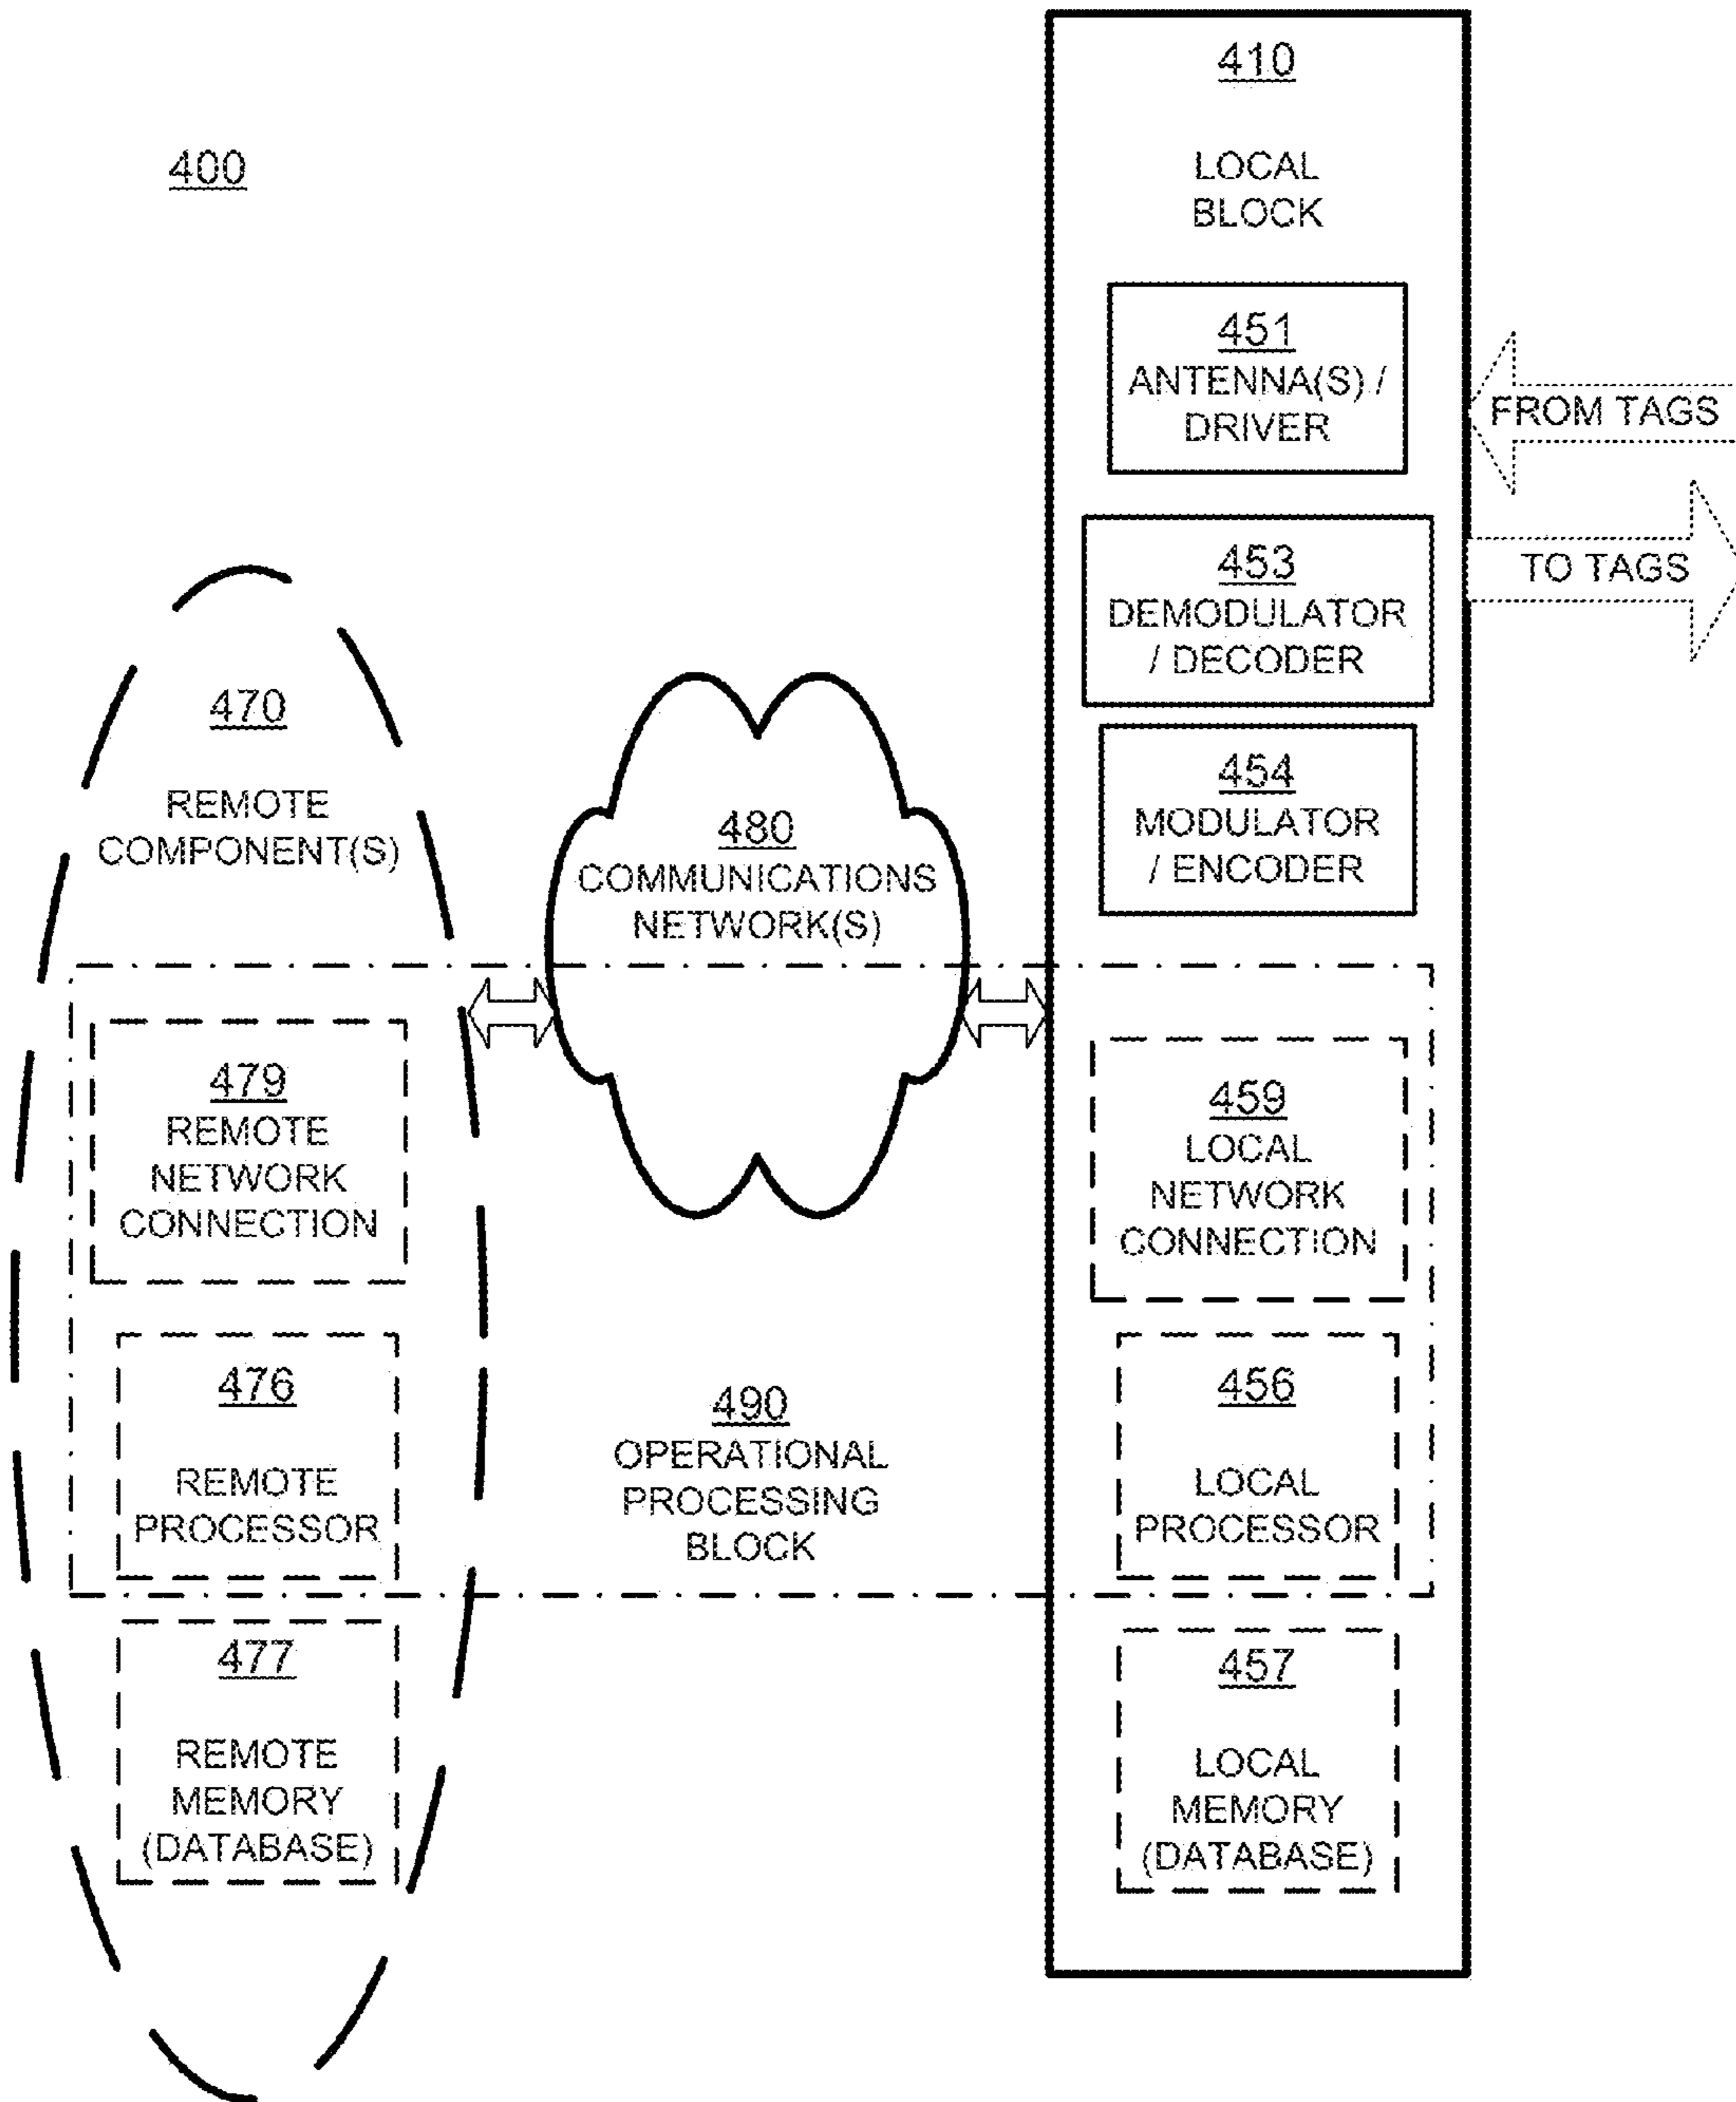 400
410
LOCAL
BLOCK
451
ANTENNA(S) /
DRIVER
FROM TAGS
453
DEMODULATOR
/ DECODER
TO TAGS
454
MODULATOR
/ ENCODER
470
REMOTE
COMPONENT(S)
480
COMMUNICATIONS
NETWORK(S)
479
REMOTE
NETWORK
CONNECTION
459
LOCAL
NETWORK
CONNECTION
476
REMOTE
PROCESSOR
490
OPERATIONAL
PROCESSING
BLOCK
456
LOCAL
PROCESSOR
477
REMOTE
MEMORY
(DATABASE)
457
LOCAL
MEMORY
(DATABASE)